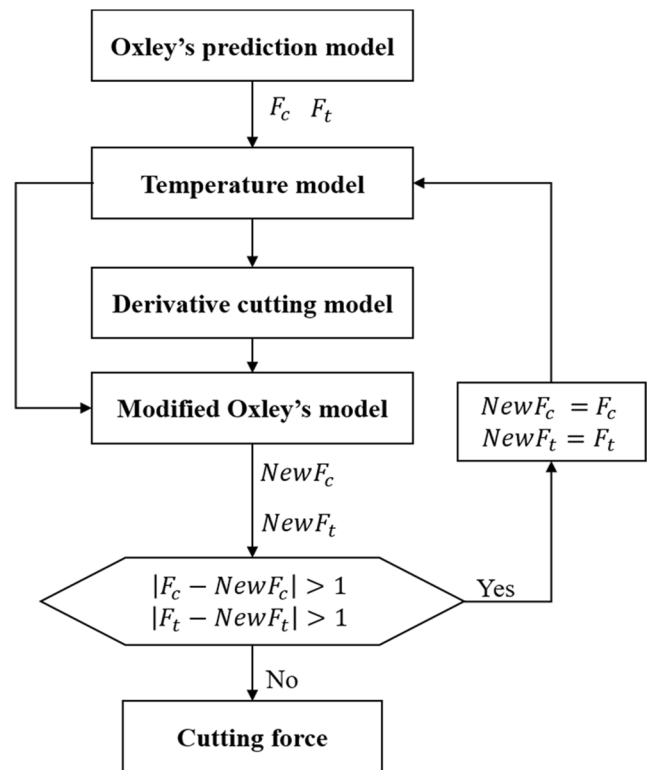 Oxley’s prediction model
F_c F_t
Temperature model
Derivative cutting model
Modified Oxley’s model
NewF_c = F_c
NewF_t = F_t
NewF_c
NewF_t
|F_c − NewF_c| > 1
|F_t − NewF_t| > 1
Yes
No
Cutting force